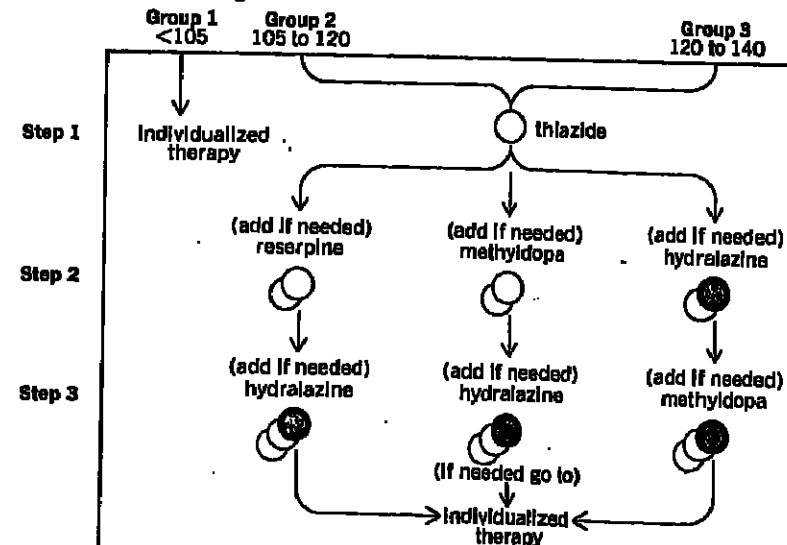 Group 1 Group 2 Group 3
<105 105 to 120 120 to 140
Step 1 Individualized therapy thiazide
(add if needed) (add if needed) (add if needed)
reserpine methyldopa hydralazine
Step 2
(add if needed) (add if needed) (add if needed)
Step 3 hydralazine hydralazine methyldopa
(If needed go to)
Individualized
therapy